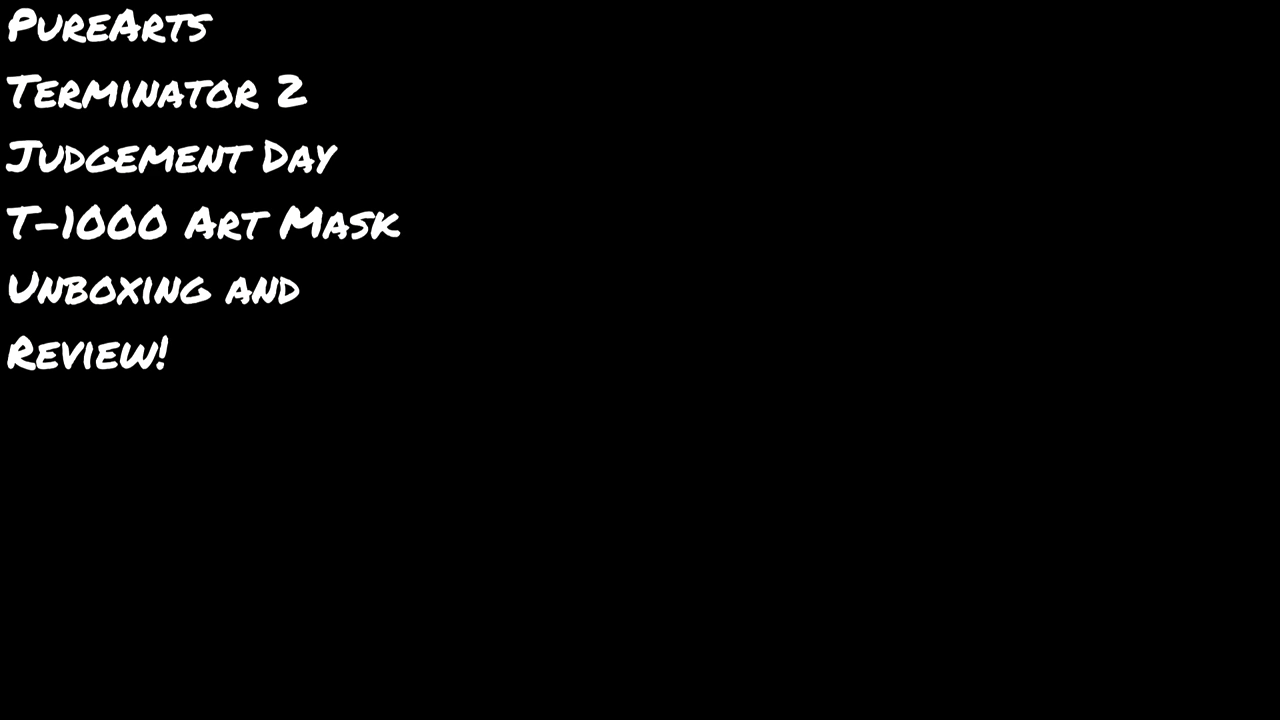 PureArts
Terminator 2
Judgement Day
T-1000 Art Mask
Unboxing and
Review!